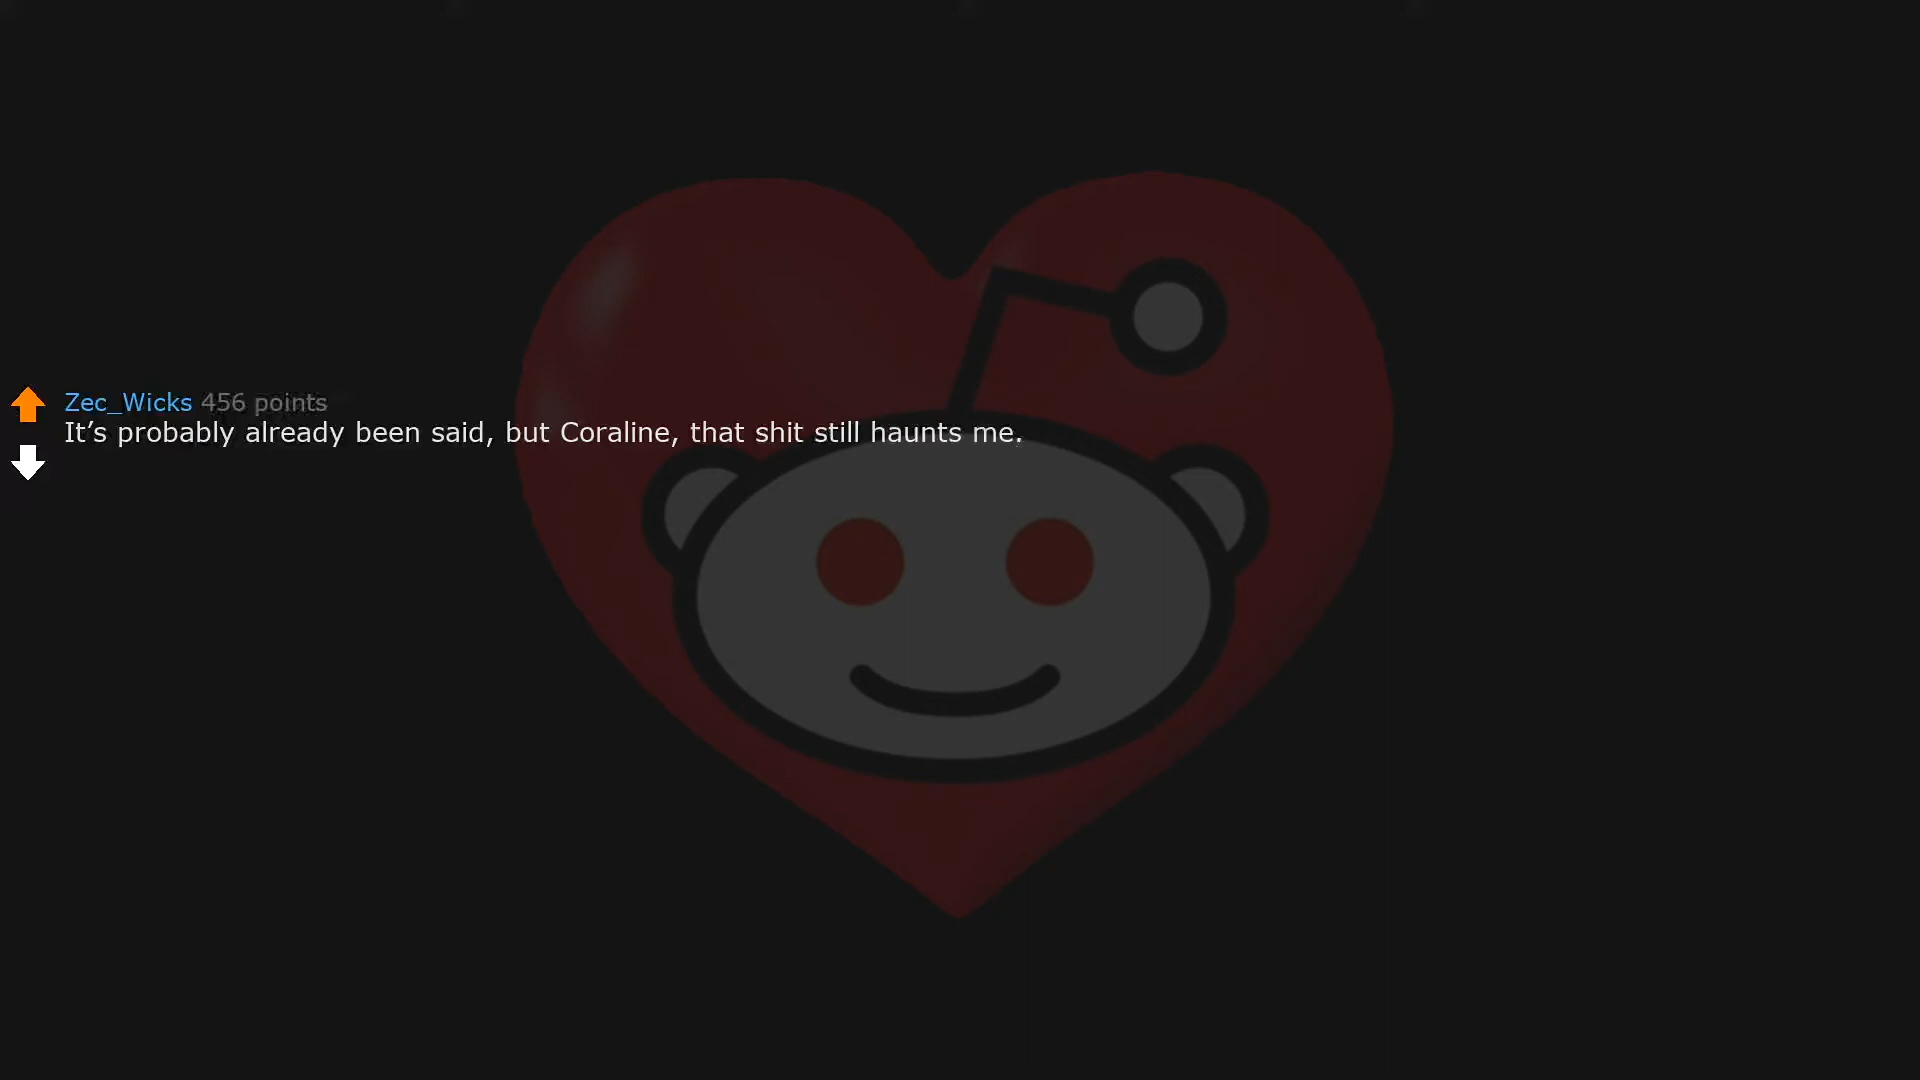 Zec_Wicks 456 points
It’s probably already been said, but Coraline, that shit still haunts me.